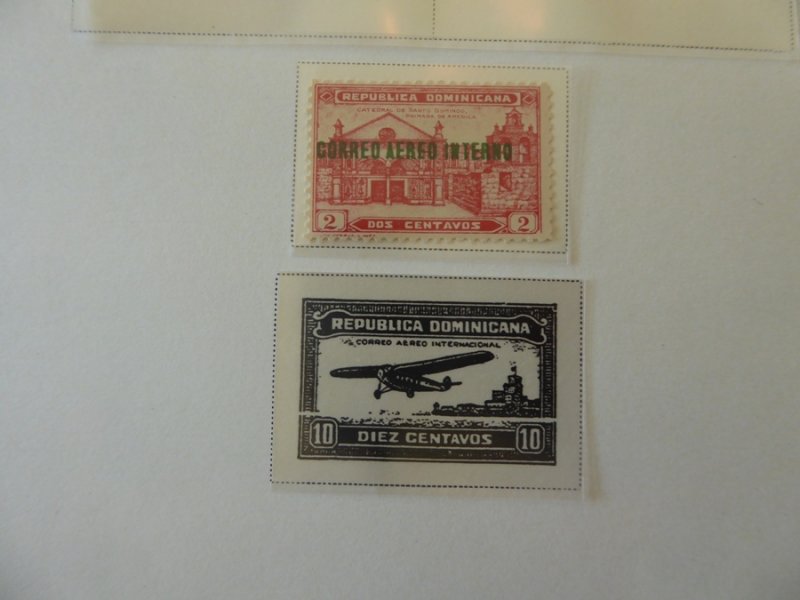 REPUBLICA DOMINICANA
CATEDRAL DE SANTO DOMINGO,
PRIMADA DE AMERICA
CORREO AEREO INTERNO
2 DOS CENTAVOS 2
REPUBLICA DOMINICANA
CORREO AEREO INTERNACIONAL
10 DIEZ CENTAVOS 10